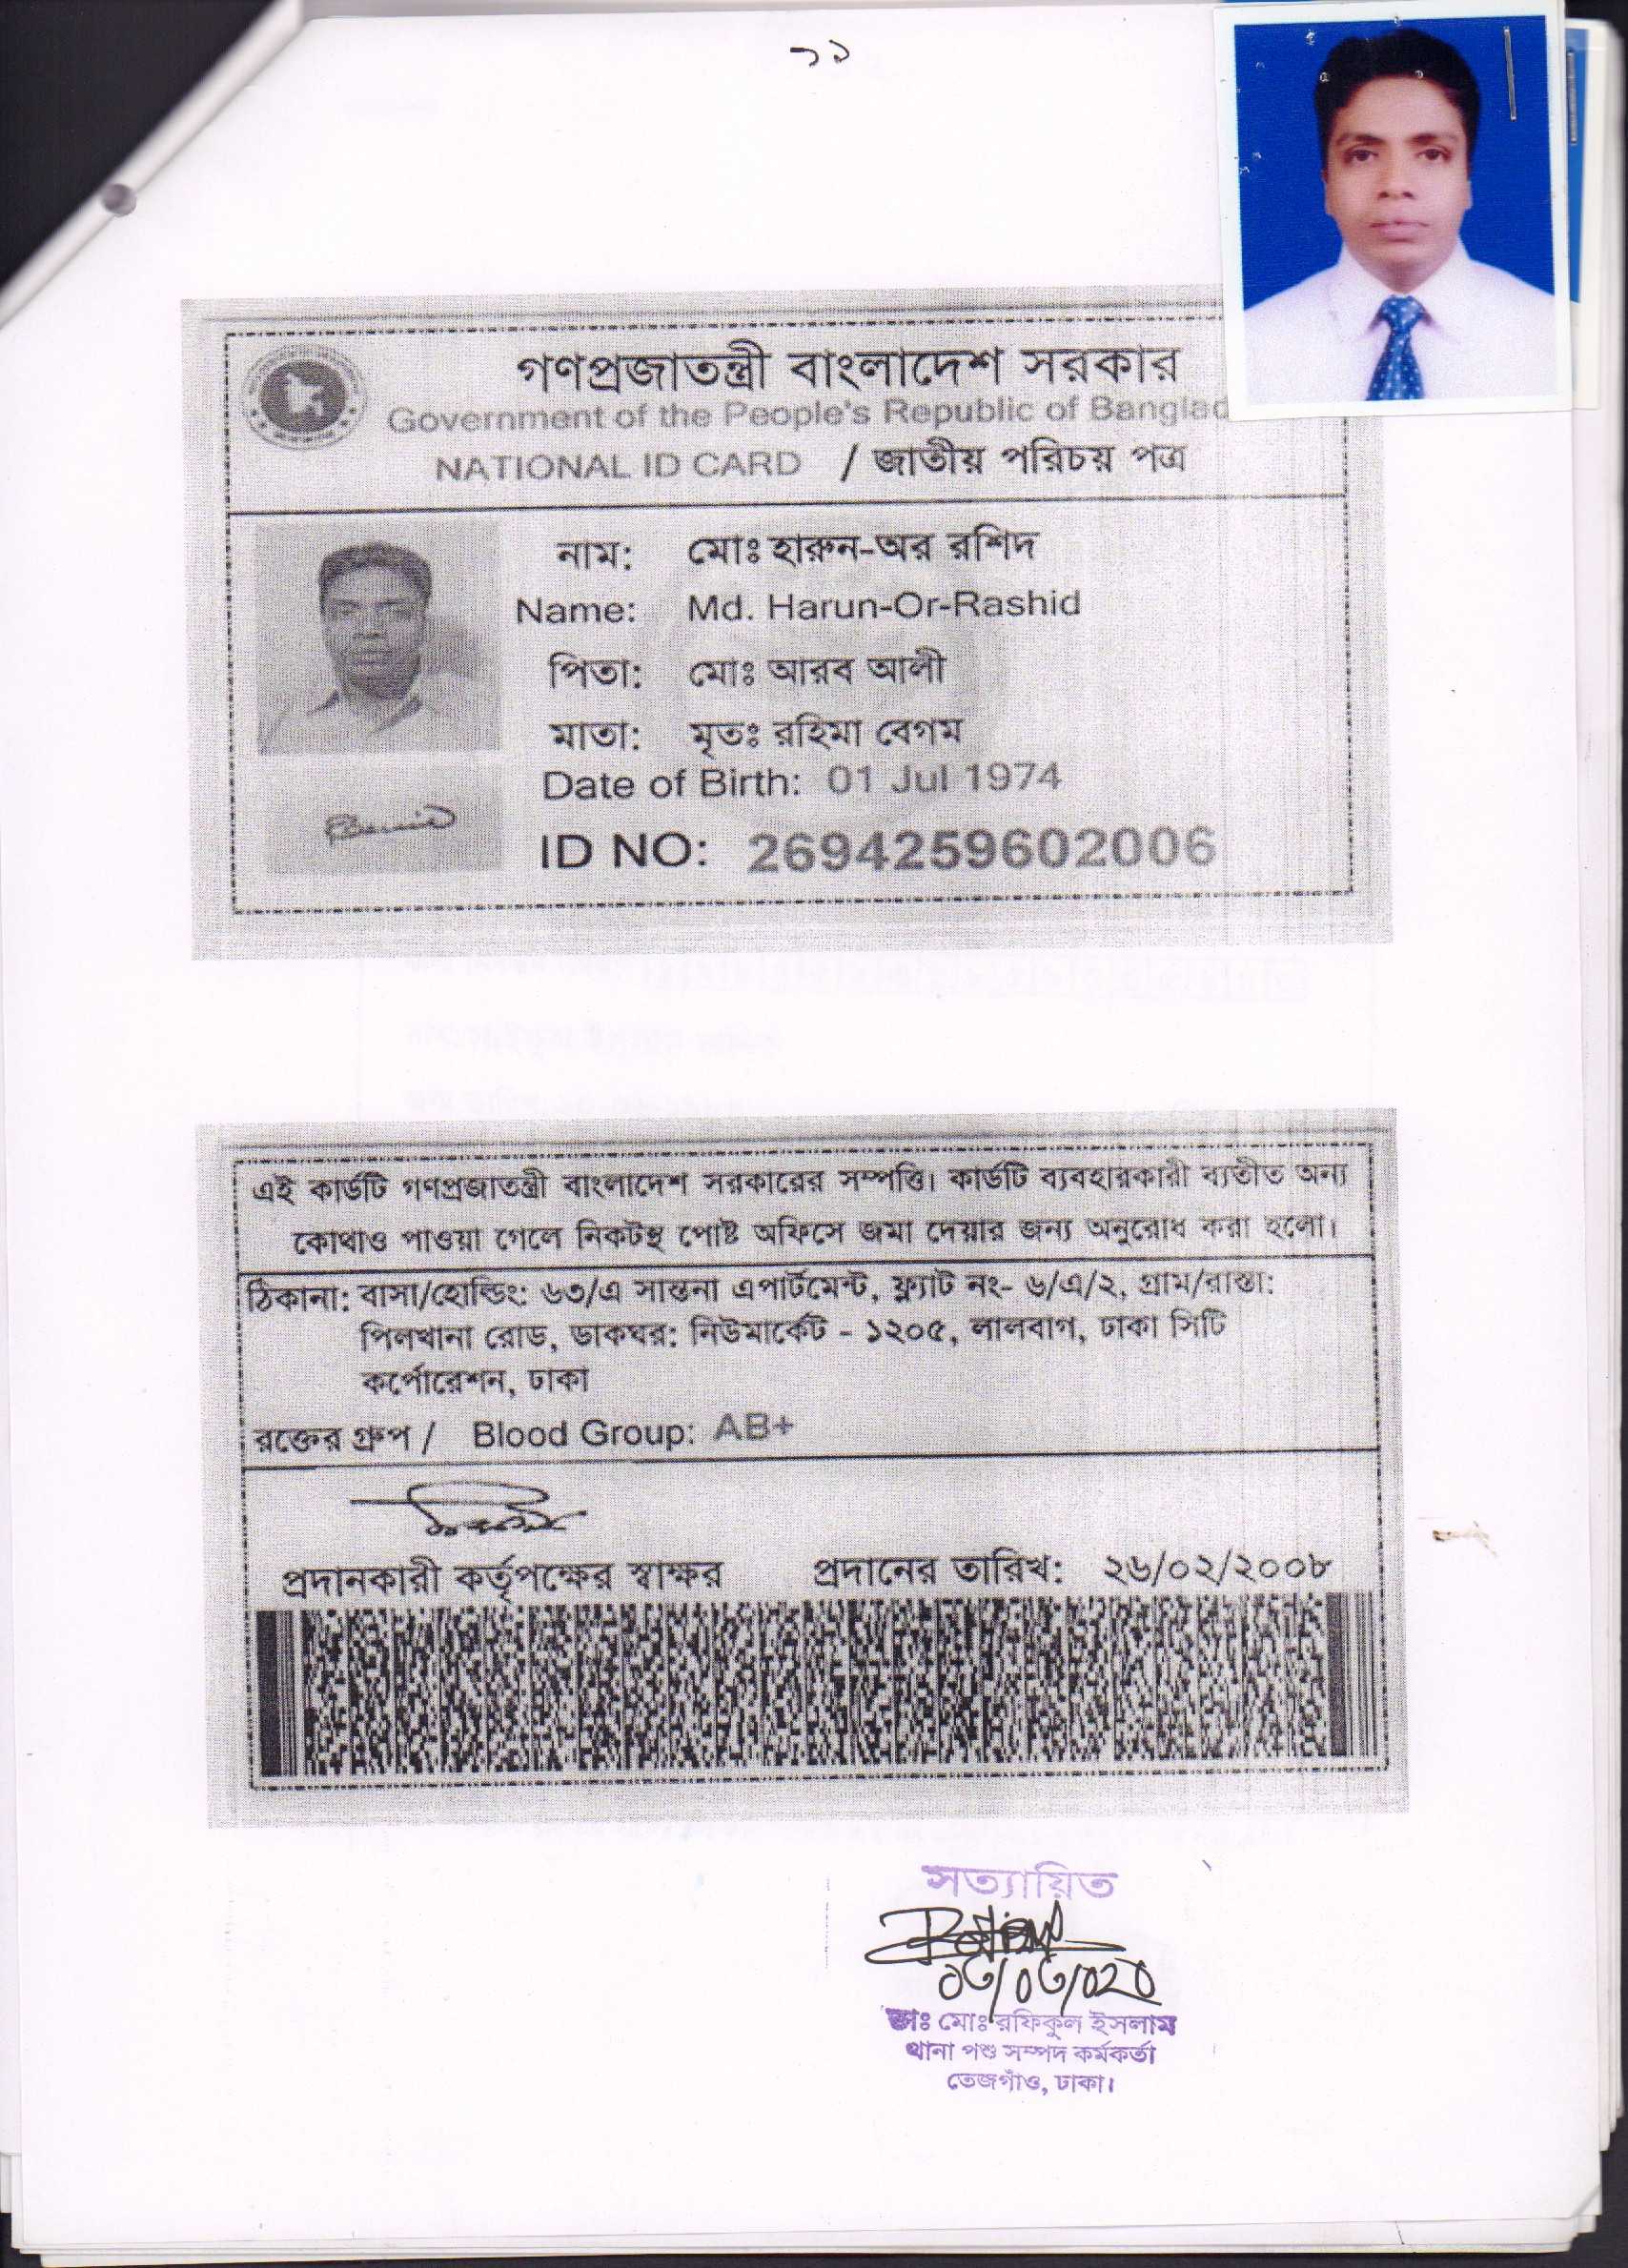 ১১
গণপ্রজাতন্ত্রী বাংলাদেশ সরকার
Government of the People's Republic of Banglad
NATIONAL ID CARD / জাতীয় পরিচয় পত্র
নাম: মোঃ হারুন-অর রশিদ
Name: Md. Harun-Or-Rashid
পিতা: মোঃ আরব আলী
মাতা: মৃতঃ রহিমা বেগম
Date of Birth: 01 Jul 1974
ID NO: 2694259602006
এই কার্ডটি গণপ্রজাতন্ত্রী বাংলাদেশ সরকারের সম্পত্তি। কার্ডটি ব্যবহারকারী ব্যতীত অন্য
কোথাও পাওয়া গেলে নিকটস্থ পোষ্ট অফিসে জমা দেয়ার জন্য অনুরোধ করা হলো।
ঠিকানা: বাসা/হোল্ডিং: ৬৩/এ সান্তনা এপার্টমেন্ট, ফ্ল্যাট নং- ৬/এ/২, গ্রাম/রাস্তা:
পিলখানা রোড, ডাকঘর: নিউমার্কেট - ১২০৫, লালবাগ, ঢাকা সিটি
কর্পোরেশন, ঢাকা
রক্তের গ্রুপ / Blood Group: AB+
প্রদানকারী কর্তৃপক্ষের স্বাক্ষর প্রদানের তারিখ: ২৬/০২/২০০৮
সত্যায়িত
ডাঃ মোঃ রফিকুল ইসলাম
থানা পশু সম্পদ কর্মকর্তা
তেজগাঁও, ঢাকা।